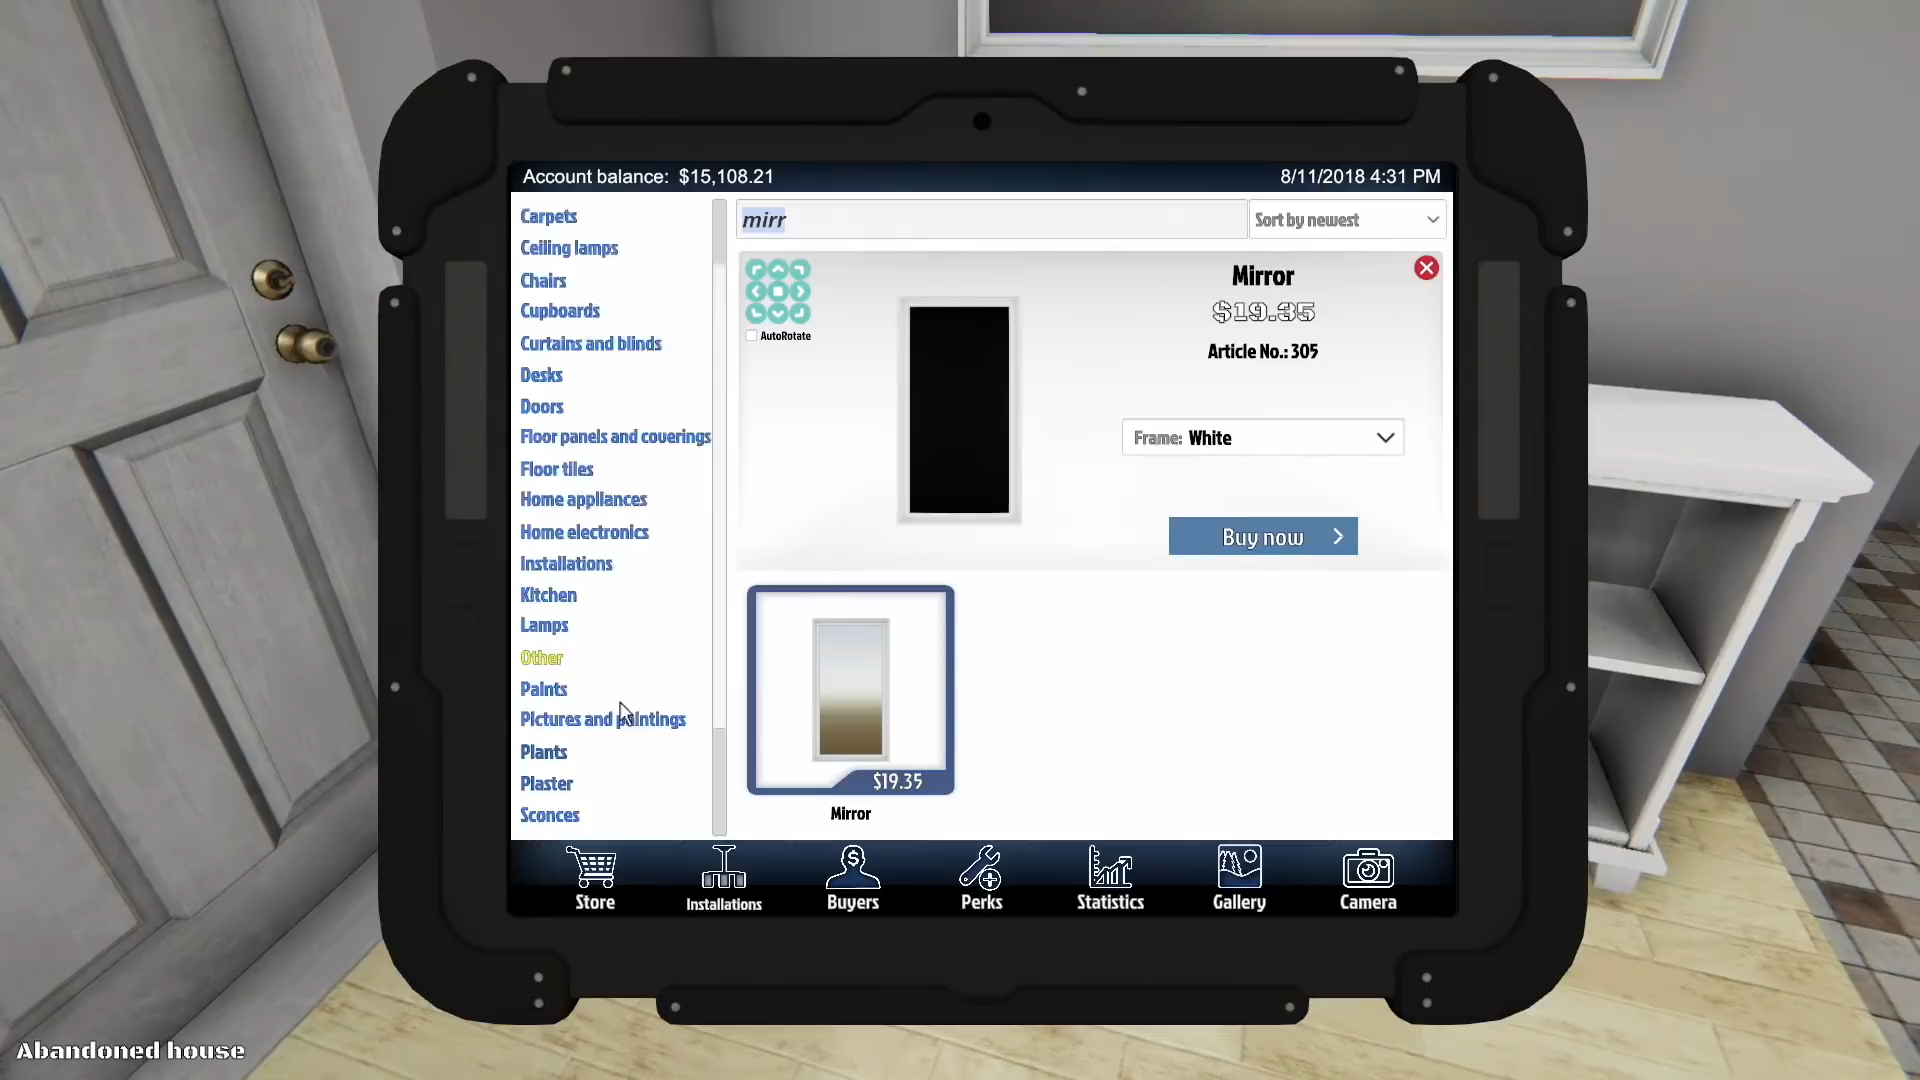 Account balance: $15,108.21
8/11/2018 4:31 PM
Carpets
Ceiling lamps
Chairs
Cupboards
Curtains and blinds
Desks
Doors
Floor panels and coverings
Floor tiles
Home appliances
Home electronics
Installations
Kitchen
Lamps
Other
Paints
Pictures and paintings
Plants
Plaster
Sconces
mirr
Sort by newest
AutoRotate
Mirror
$19.35
Article No.: 305
Frame: White
Buy now
$19.35
Mirror
Store
Installations
Buyers
Perks
Statistics
Gallery
Camera
Abandoned house